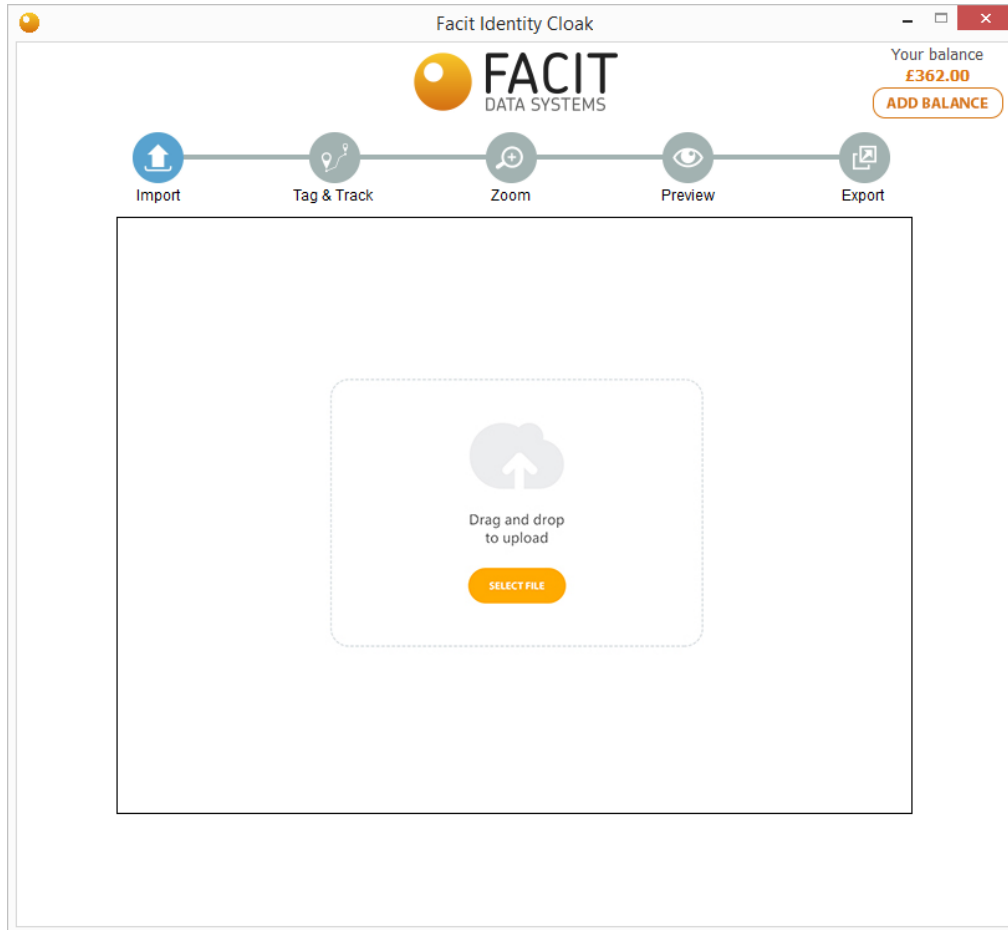 Facit Identity Cloak
FACIT
DATA SYSTEMS
Your balance
£362.00
ADD BALANCE
Import
Tag & Track
Zoom
Preview
Export
Drag and drop
to upload
SELECT FILE